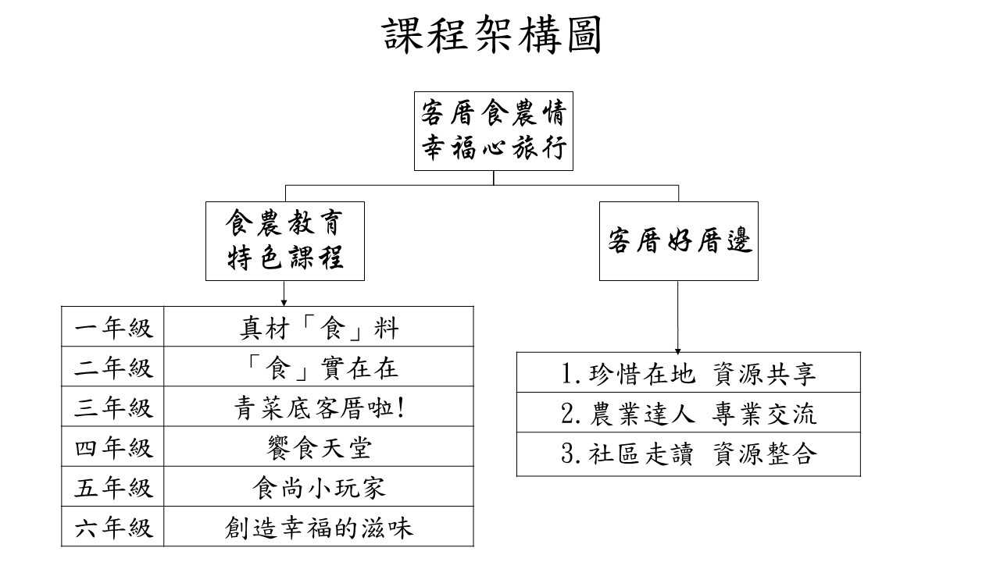 課程架構圖
客厝食農情
幸福心旅行
食農教育
特色課程
客厝好厝邊
一年級 真材「食」料
二年級 「食」實在在
三年級 青菜底客厝啦!
四年級 饗食天堂
五年級 食尚小玩家
六年級 創造幸福的滋味
1.珍惜在地 資源共享
2.農業達人 專業交流
3.社區走讀 資源整合